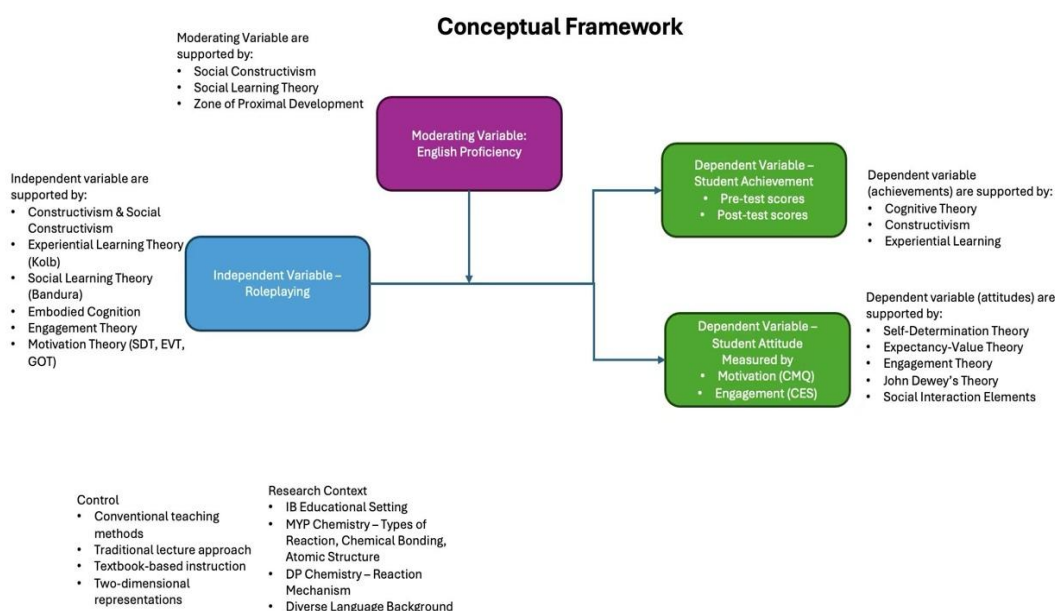 Conceptual Framework
Moderating Variable are
supported by:
• Social Constructivism
• Social Learning Theory
• Zone of Proximal Development
Moderating Variable:
English Proficiency
Independent variable are
supported by:
• Constructivism & Social
Constructivism
• Experiential Learning Theory
(Kolb)
• Social Learning Theory
(Bandura)
• Embodied Cognition
• Engagement Theory
• Motivation Theory (SDT, EVT,
GOT)
Independent Variable –
Roleplaying
Dependent Variable –
Student Achievement
• Pre-test scores
• Post-test scores
Dependent variable
(achievements) are supported by:
• Cognitive Theory
• Constructivism
• Experiential Learning
Dependent Variable –
Student Attitude
Measured by
• Motivation (CMQ)
• Engagement (CES)
Dependent variable (attitudes) are
supported by:
• Self-Determination Theory
• Expectancy-Value Theory
• Engagement Theory
• John Dewey's Theory
• Social Interaction Elements
Control
• Conventional teaching
methods
• Traditional lecture approach
• Textbook-based instruction
• Two-dimensional
representations
Research Context
• IB Educational Setting
• MYP Chemistry – Types of
Reaction, Chemical Bonding,
Atomic Structure
• DP Chemistry – Reaction
Mechanism
• Diverse Language Background